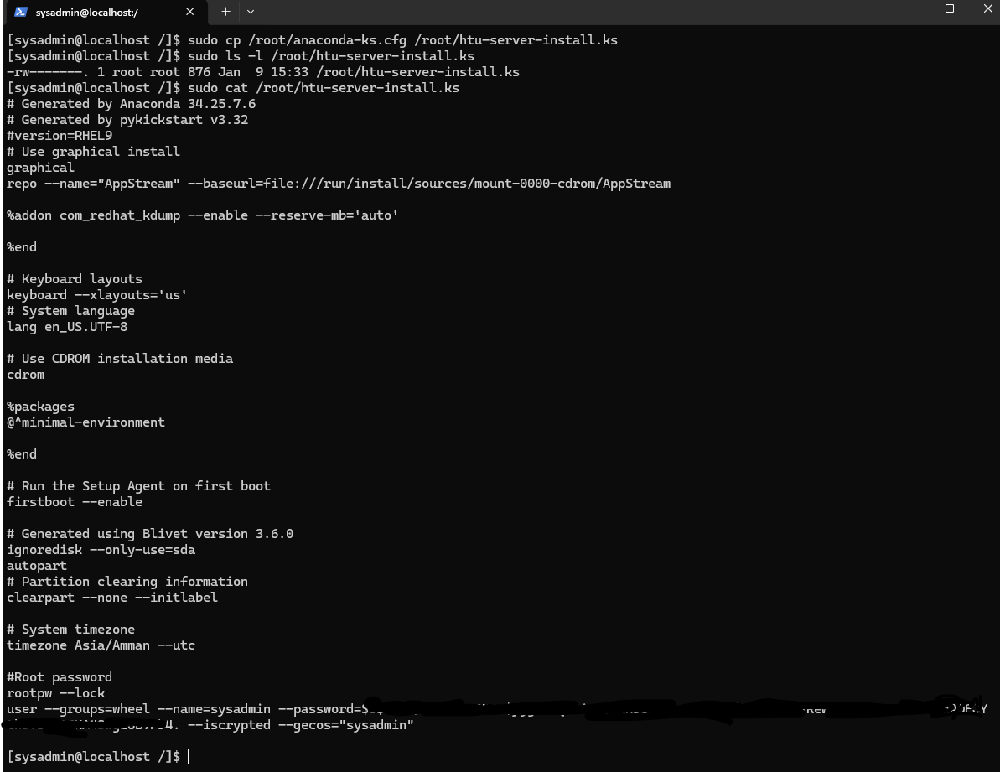 sysadmin@localhost:/
[sysadmin@localhost /]$ sudo cp /root/anaconda-ks.cfg /root/htu-server-install.ks
[sysadmin@localhost /]$ sudo ls -l /root/htu-server-install.ks
-rw-------. 1 root root 876 Jan  9 15:33 /root/htu-server-install.ks
[sysadmin@localhost /]$ sudo cat /root/htu-server-install.ks
# Generated by Anaconda 34.25.7.6
# Generated by pykickstart v3.32
#version=RHEL9
# Use graphical install
graphical
repo --name="AppStream" --baseurl=file:///run/install/sources/mount-0000-cdrom/AppStream
%addon com_redhat_kdump --enable --reserve-mb='auto'
%end
# Keyboard layouts
keyboard --xlayouts='us'
# System language
lang en_US.UTF-8
# Use CDROM installation media
cdrom
%packages
@^minimal-environment
%end
# Run the Setup Agent on first boot
firstboot --enable
# Generated using Blivet version 3.6.0
ignoredisk --only-use=sda
autopart
# Partition clearing information
clearpart --none --initlabel
# System timezone
timezone Asia/Amman --utc
#Root password
rootpw --lock
user --groups=wheel --name=sysadmin --password=
--iscrypted --gecos="sysadmin"
[sysadmin@localhost /]$